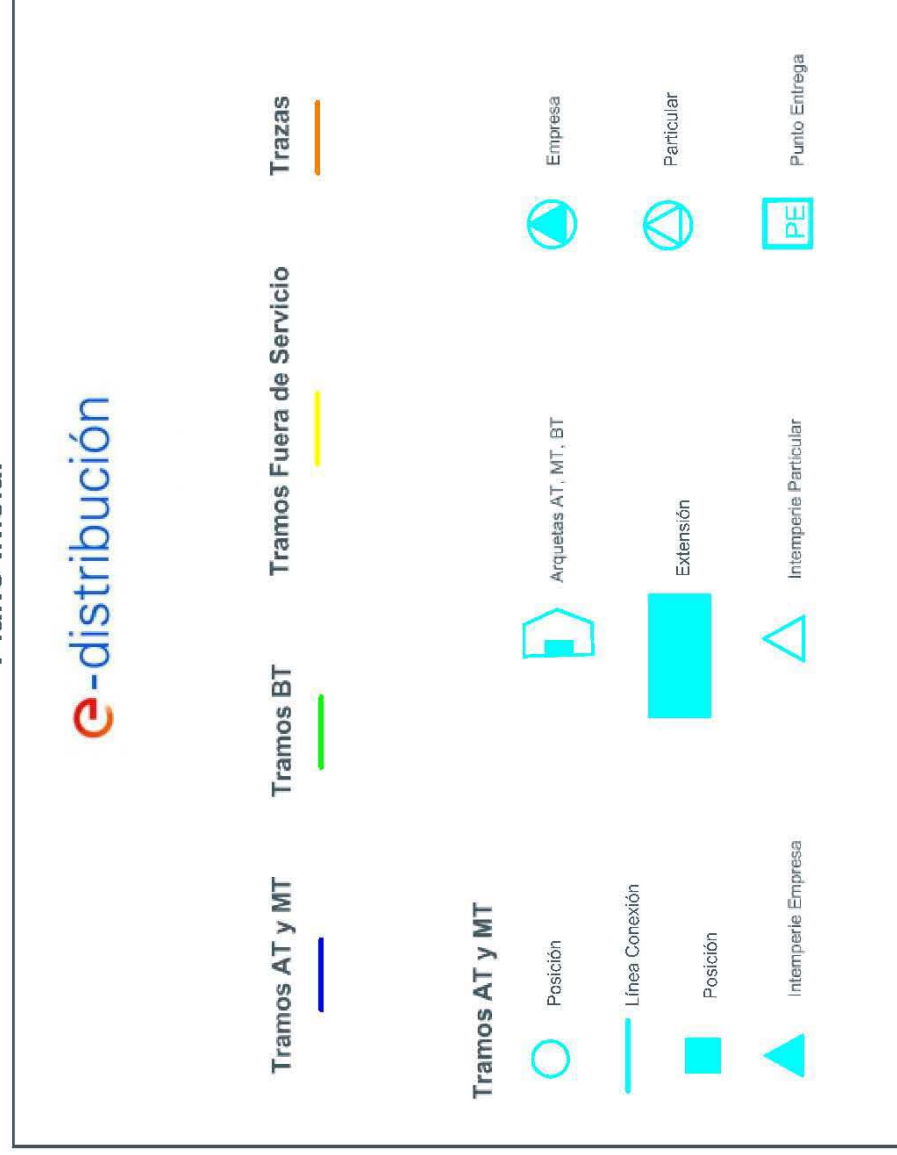 e-distribución
Tramos AT y MT
Tramos BT
Tramos Fuera de Servicio
Trazas
Tramos AT y MT
Posición
Arquetas AT, MT, BT
Empresa
Línea Conexión
Posición
Extensión
Particular
Intemperie Empresa
Intemperie Particular
PE
Punto Entrega